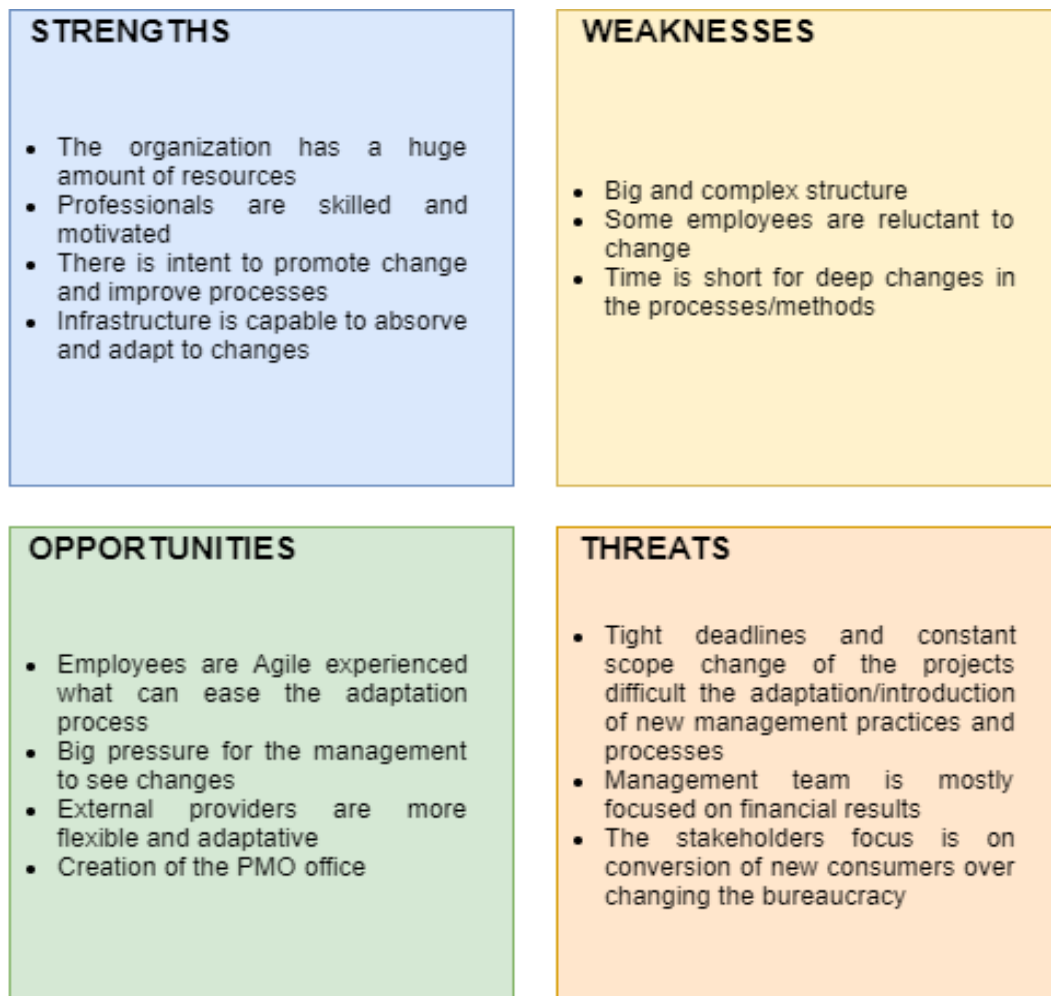 STRENGTHS
• The organization has a huge
amount of resources
• Professionals are skilled and
motivated
• There is intent to promote change
and improve processes
• Infrastructure is capable to absorve
and adapt to changes
WEAKNESSES
• Big and complex structure
• Some employees are reluctant to
change
• Time is short for deep changes in
the processes/methods
OPPORTUNITIES
• Employees are Agile experienced
what can ease the adaptation
process
• Big pressure for the management
to see changes
• External providers are more
flexible and adaptative
• Creation of the PMO office
THREATS
• Tight deadlines and constant
scope change of the projects
difficult the adaptation/introduction
of new management practices and
processes
• Management team is mostly
focused on financial results
• The stakeholders focus is on
conversion of new consumers over
changing the bureaucracy